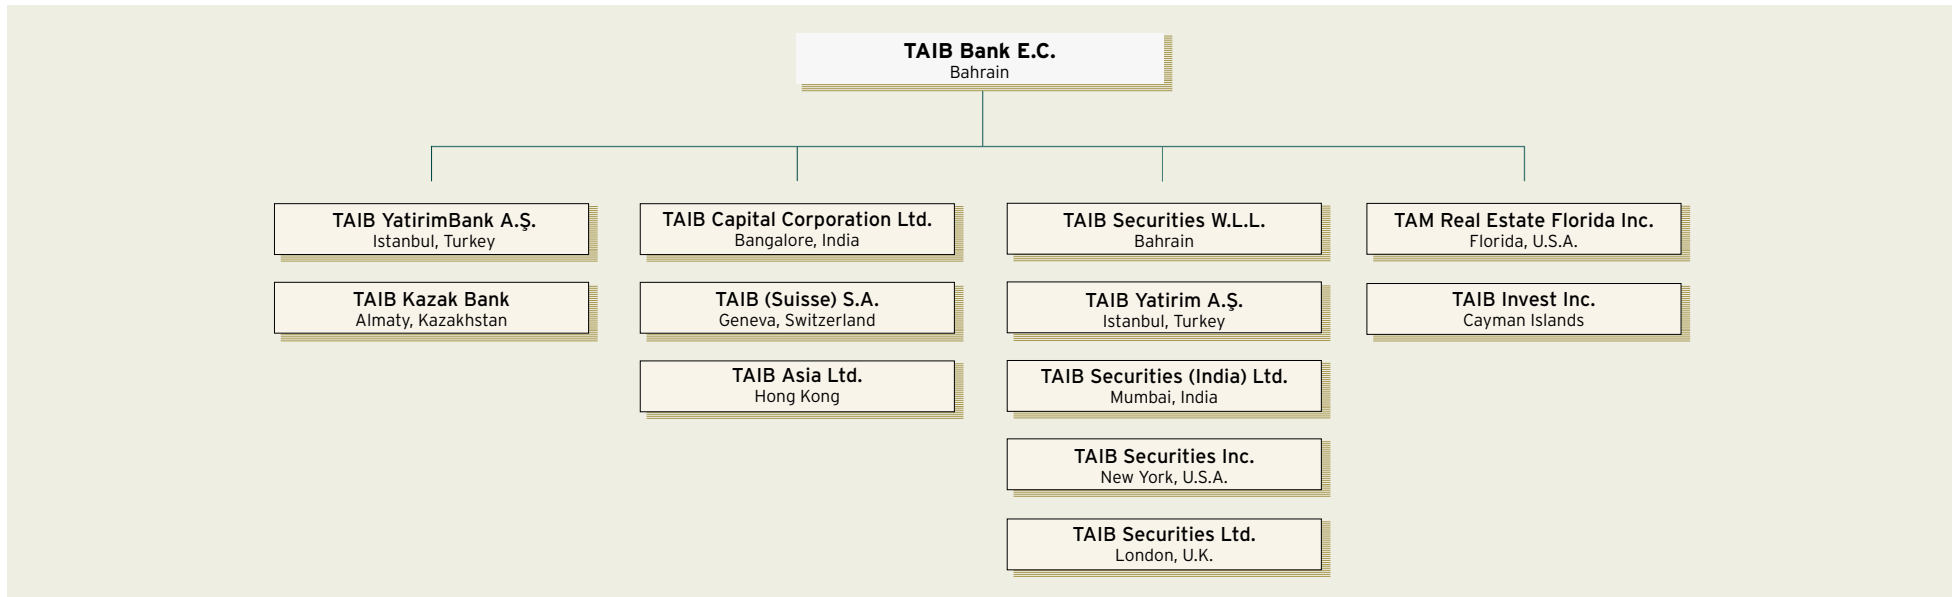 TAIB Bank E.C.
Bahrain
TAIB YatirimBank A.Ş.
Istanbul, Turkey
TAIB Kazak Bank
Almaty, Kazakhstan
TAIB Capital Corporation Ltd.
Bangalore, India
TAIB (Suisse) S.A.
Geneva, Switzerland
TAIB Asia Ltd.
Hong Kong
TAIB Securities W.L.L.
Bahrain
TAIB Yatirim A.Ş.
Istanbul, Turkey
TAIB Securities (India) Ltd.
Mumbai, India
TAIB Securities Inc.
New York, U.S.A.
TAIB Securities Ltd.
London, U.K.
TAM Real Estate Florida Inc.
Florida, U.S.A.
TAIB Invest Inc.
Cayman Islands